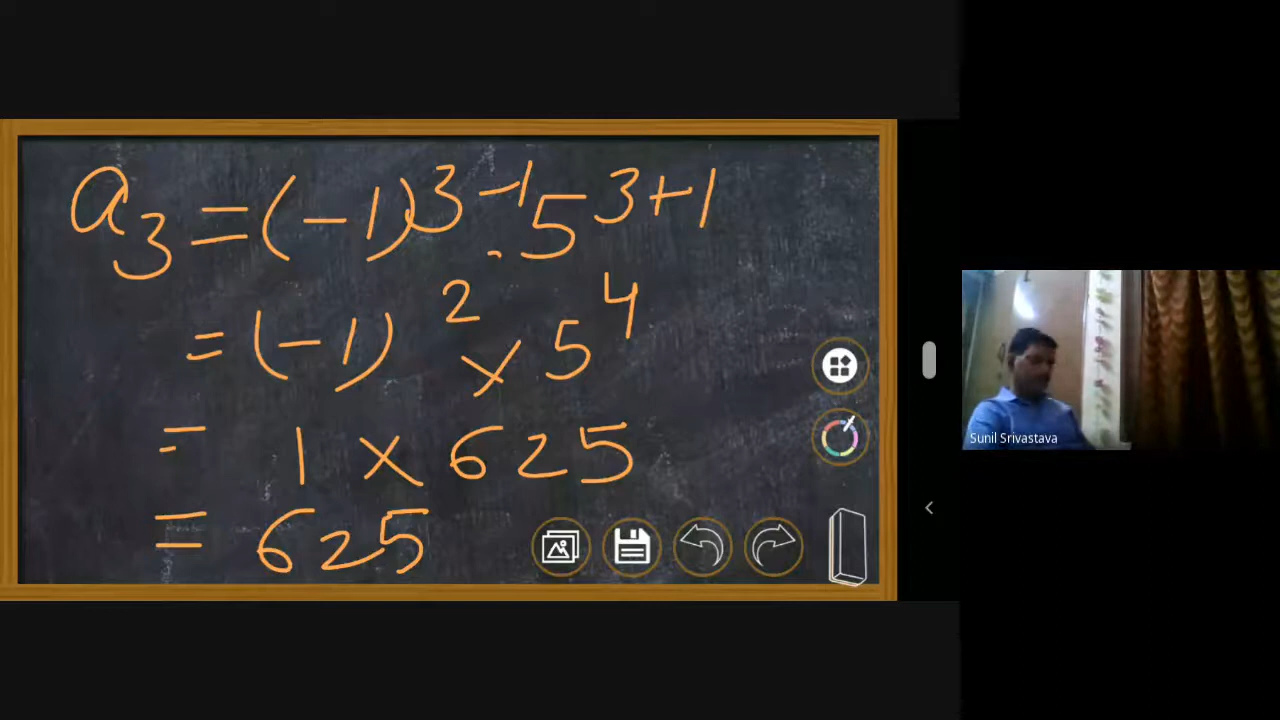 a₃ = (-1)³⁻¹ . 5³⁺¹
= (-1)² × 5⁴
= 1 × 625
= 625
Sunil Srivastava